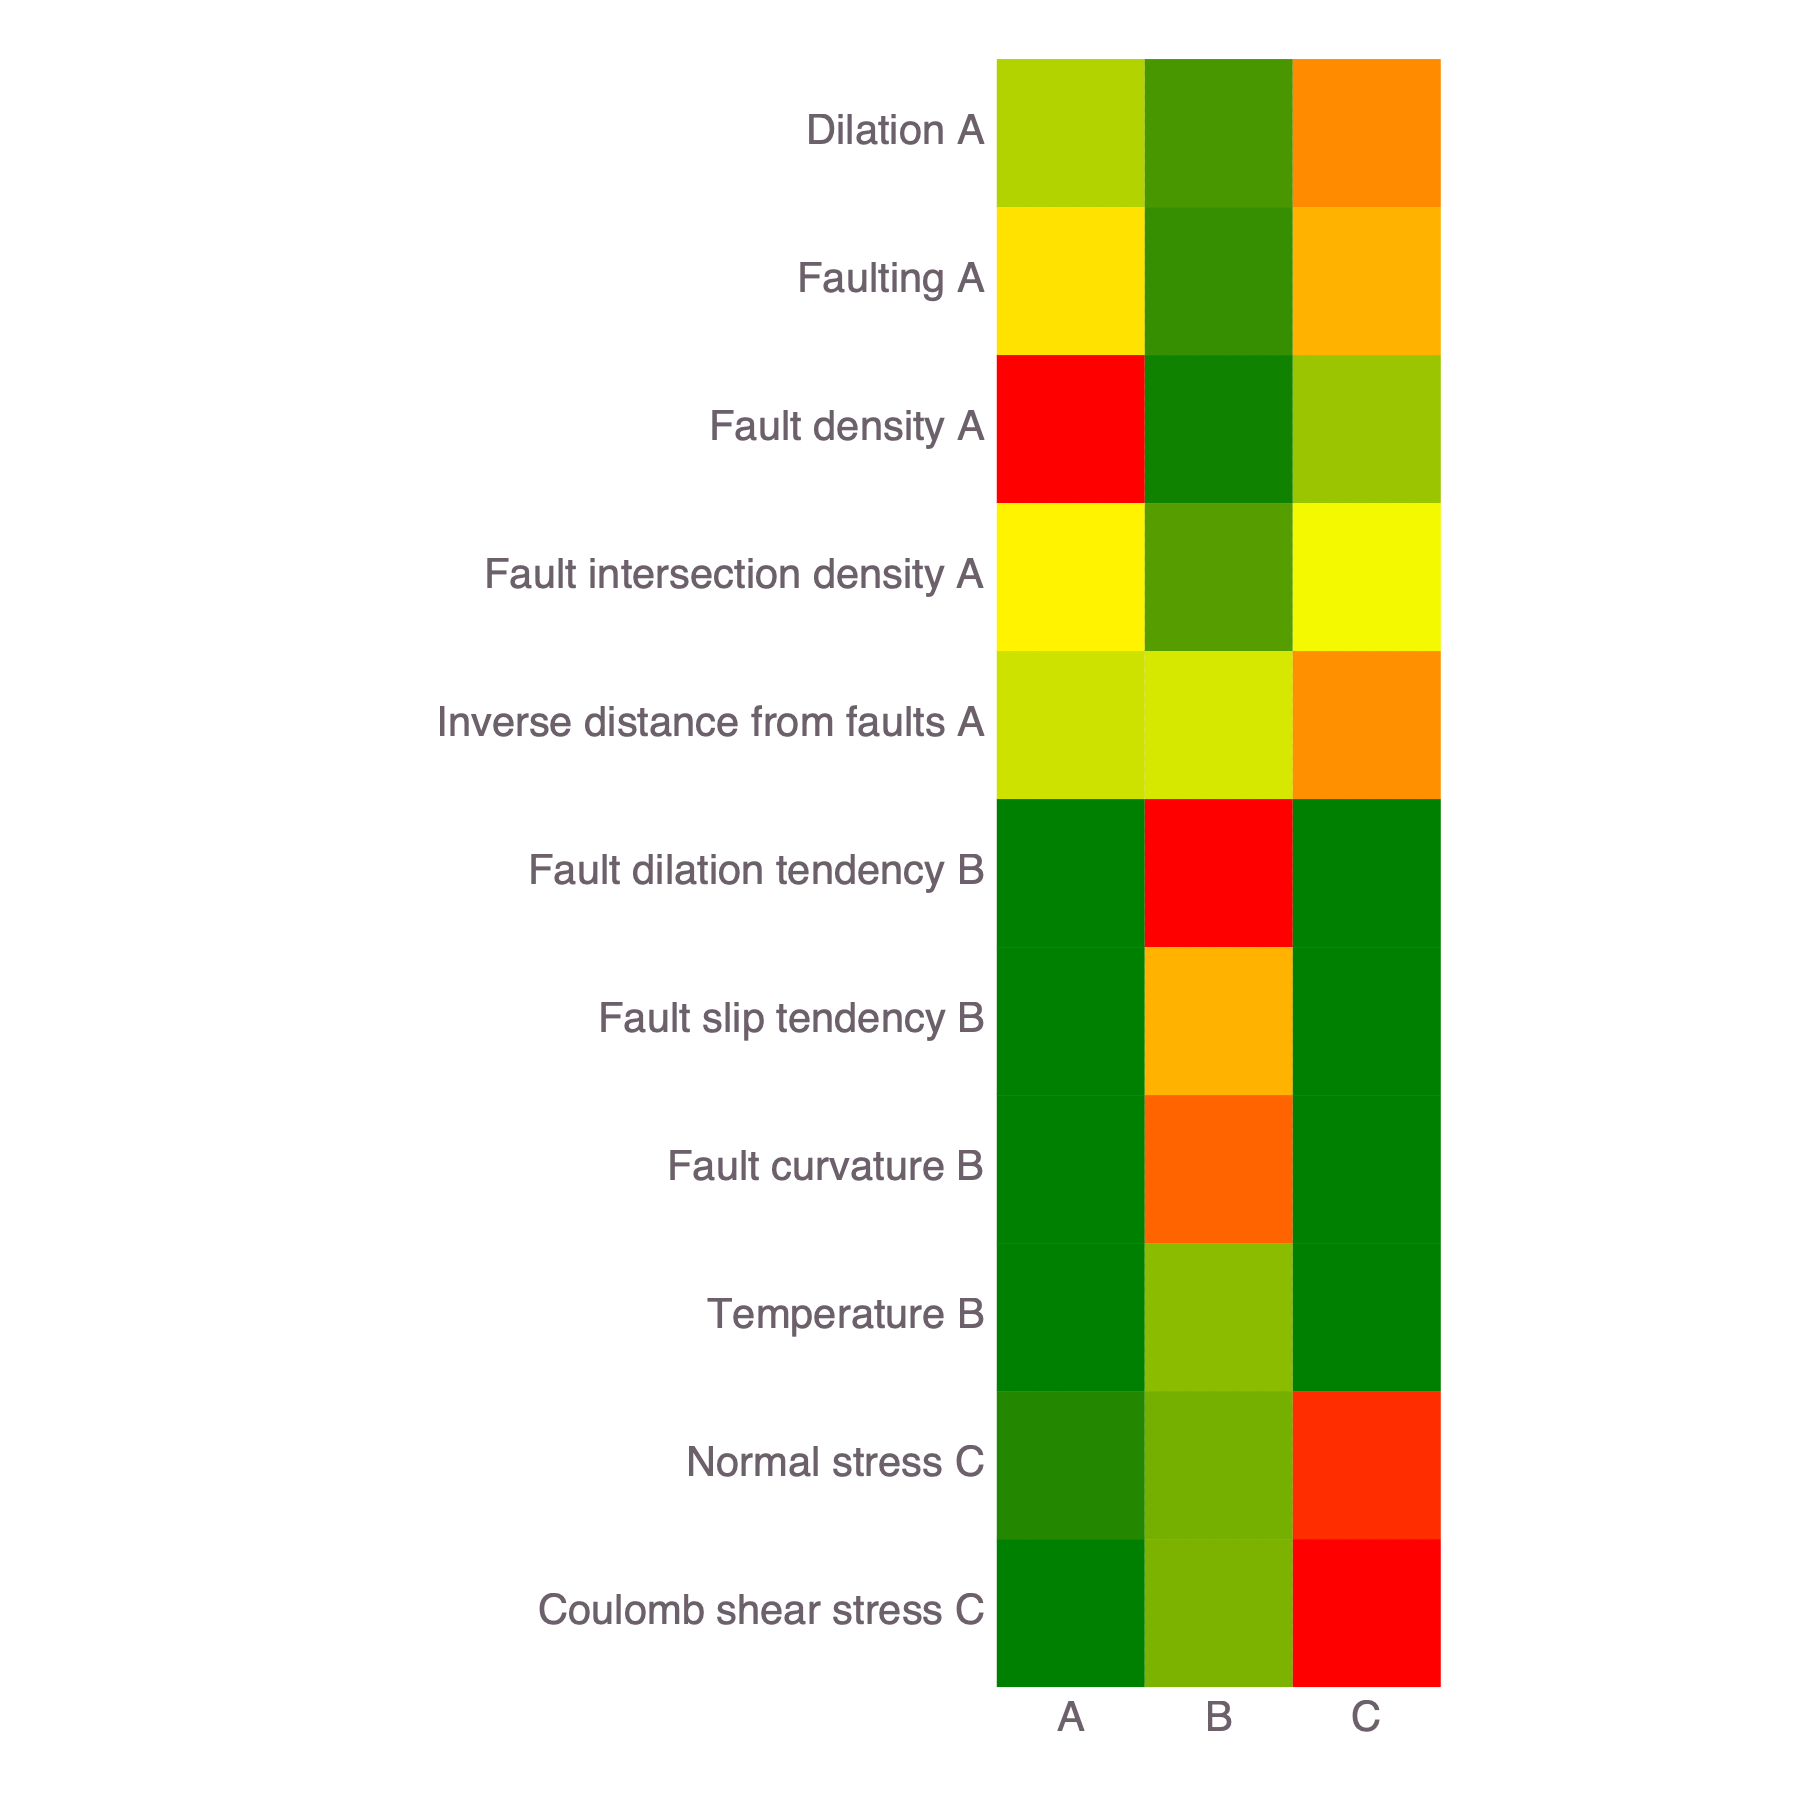 Dilation A
Faulting A
Fault density A
Fault intersection density A
Inverse distance from faults A
Fault dilation tendency B
Fault slip tendency B
Fault curvature B
Temperature B
Normal stress C
Coulomb shear stress C
A B C